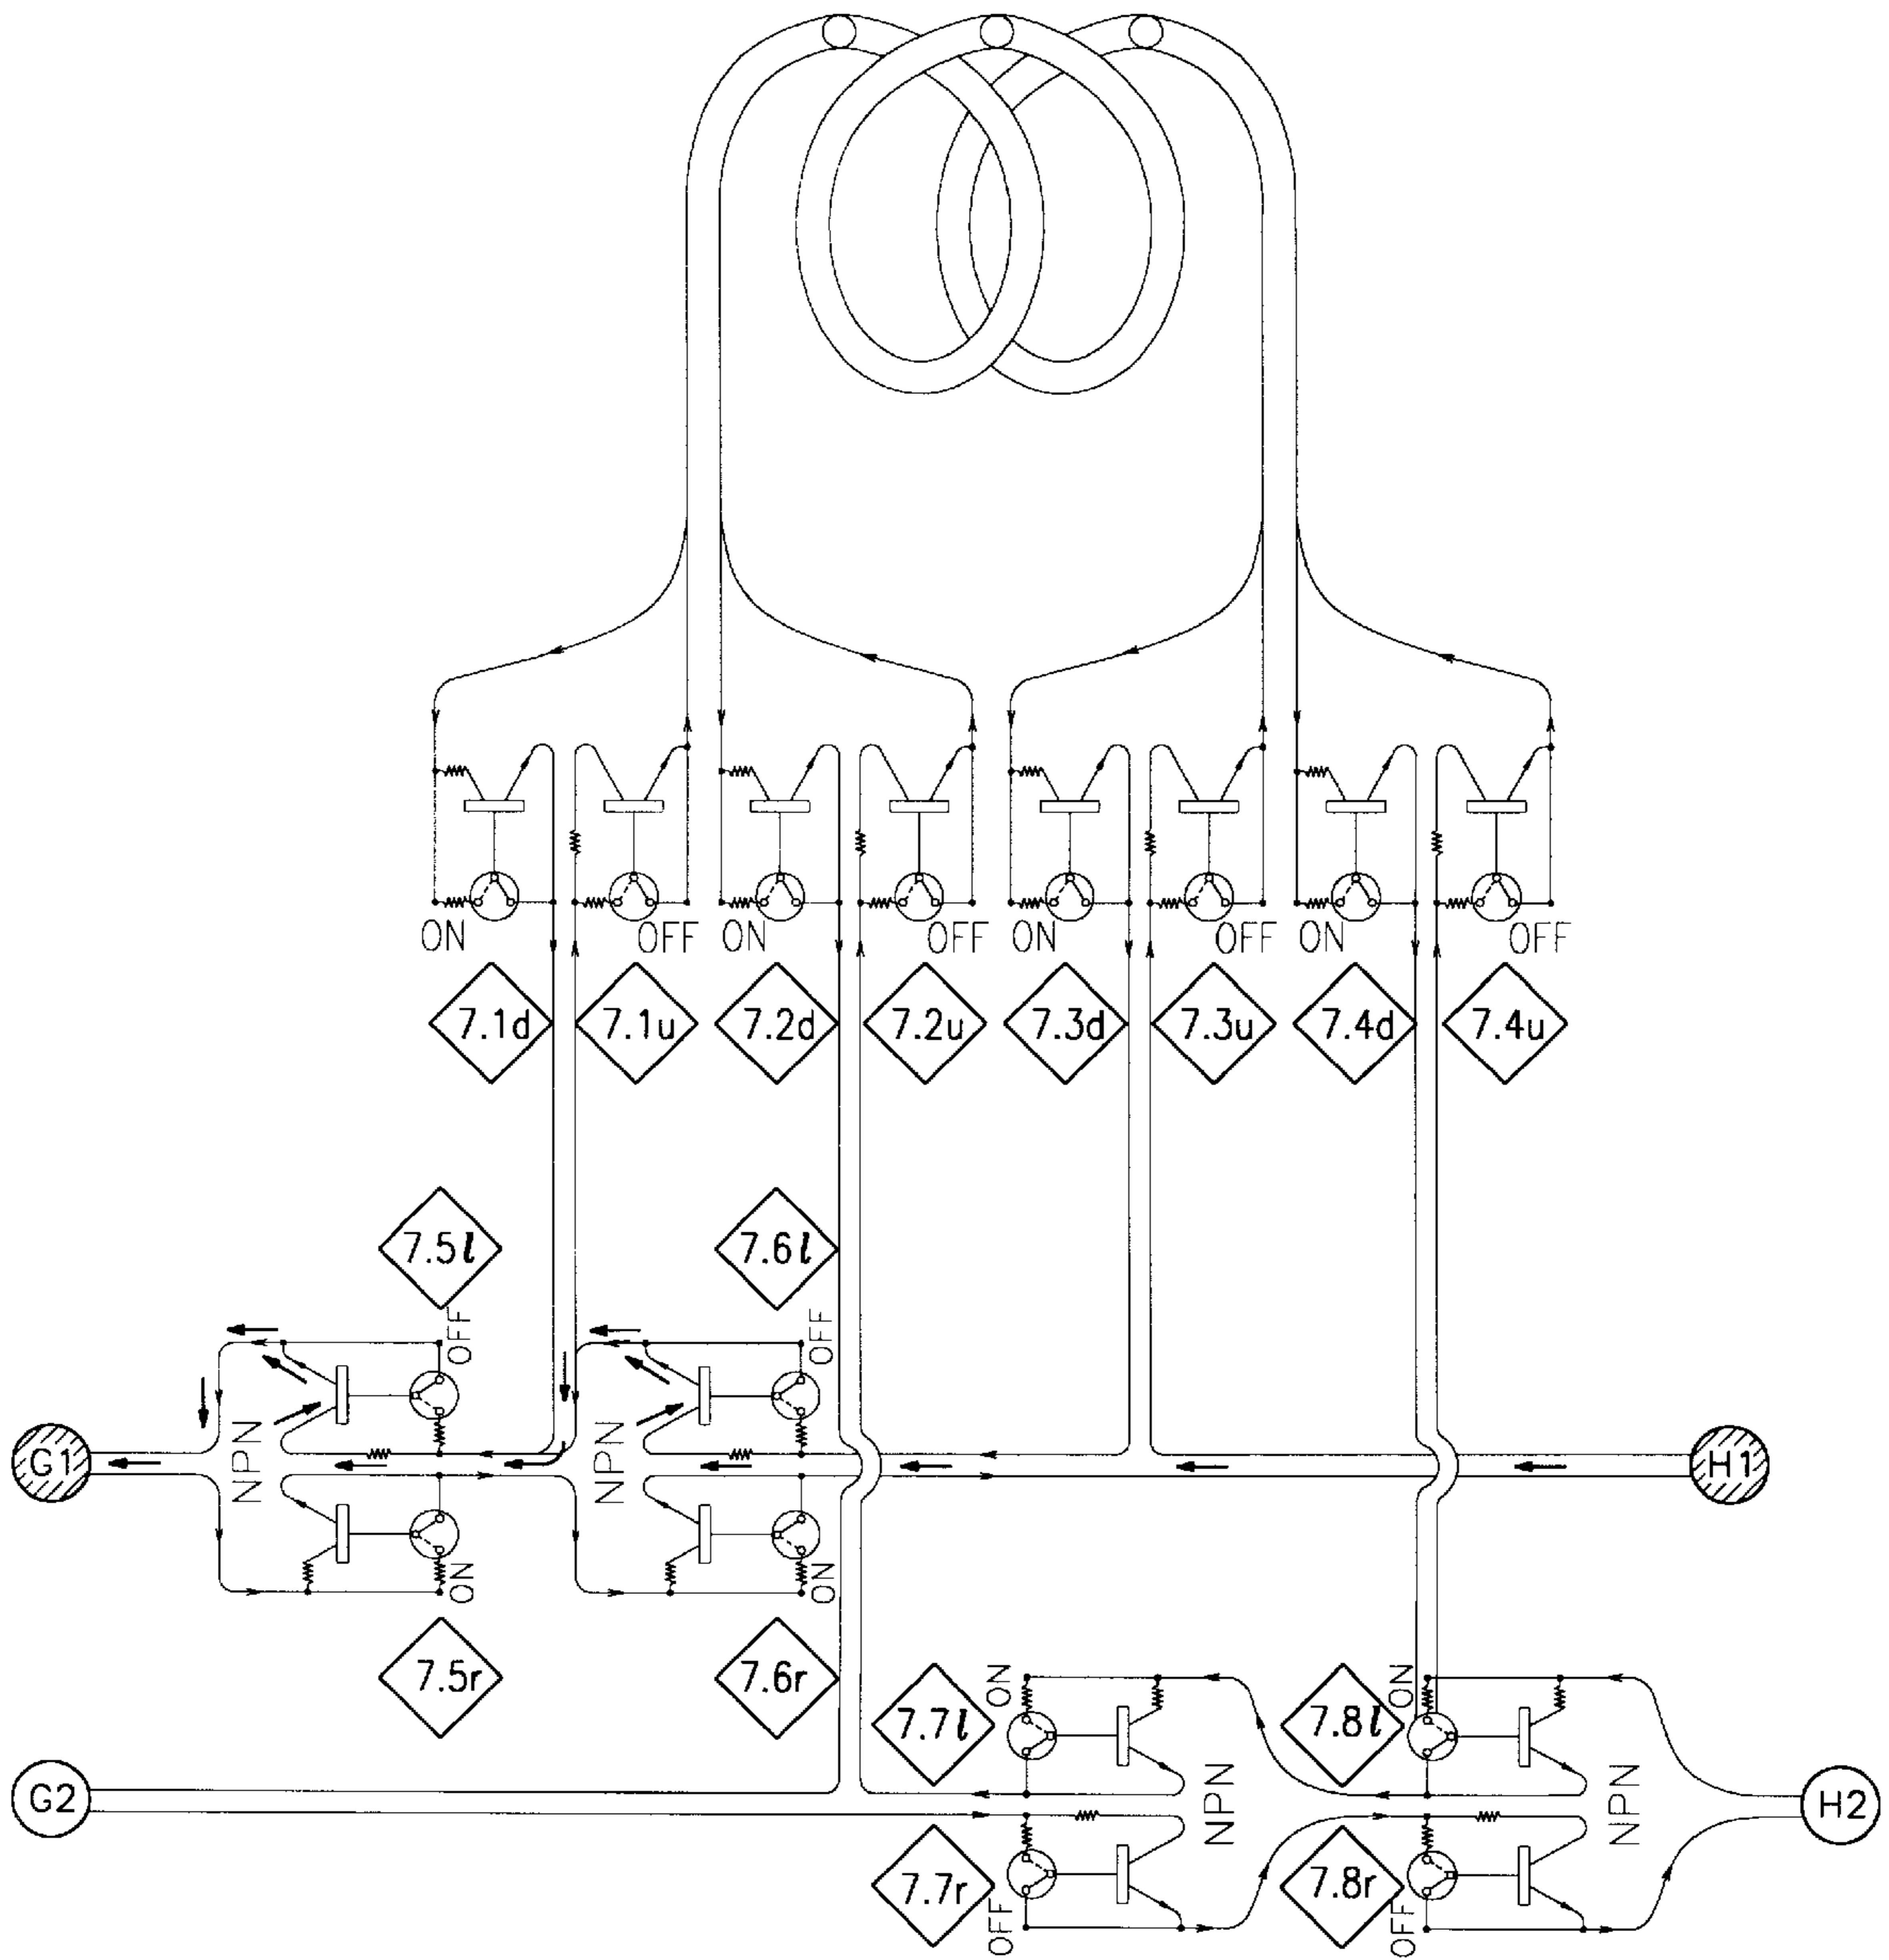 ON OFF ON OFF ON OFF ON OFF
7.1d 7.1u 7.2d 7.2u 7.3d 7.3u 7.4d 7.4u
7.5l 7.6l
OFF OFF
NPN NPN
G1 H1
ON ON
7.5r 7.6r
ON ON
7.7l 7.8l
G2 NPN NPN H2
7.7r 7.8r
OFF OFF